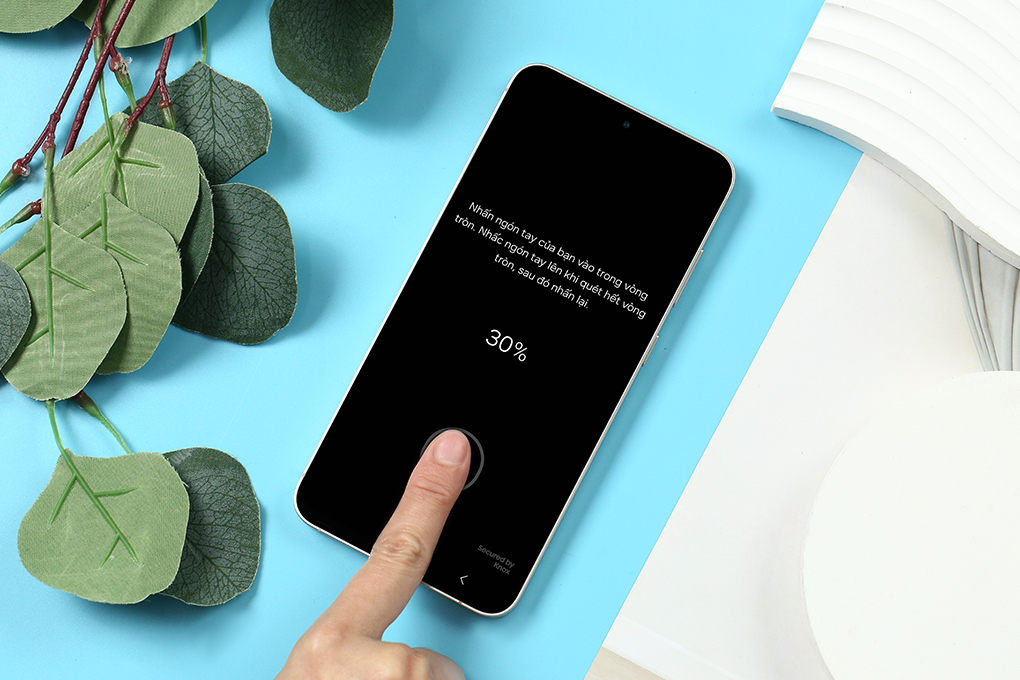 Nhấn ngón tay của bạn vào trong vòng
tròn. Nhấc ngón tay lên khi quét hết vòng
tròn, sau đó nhấn lại.
30%
Secured by
Knox